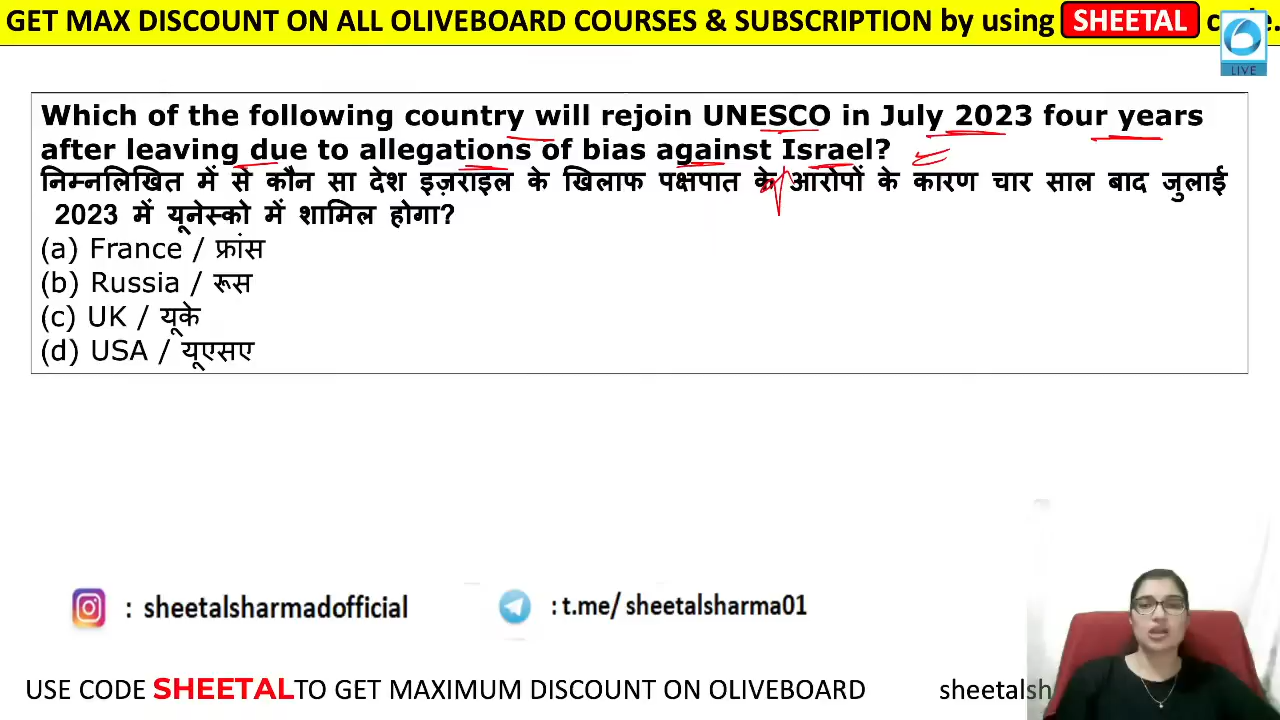 GET MAX DISCOUNT ON ALL OLIVEBOARD COURSES & SUBSCRIPTION by using SHEETAL code.
LIVE
Which of the following country will rejoin UNESCO in July 2023 four years
after leaving due to allegations of bias against Israel?
निम्नलिखित में से कौन सा देश इज़राइल के खिलाफ पक्षपात के आरोपों के कारण चार साल बाद जुलाई
2023 में यूनेस्को में शामिल होगा?
(a) France / फ्रांस
(b) Russia / रूस
(c) UK / यूके
(d) USA / यूएसए
: sheetalsharmadofficial
: t.me/ sheetalsharma01
USE CODE SHEETAL TO GET MAXIMUM DISCOUNT ON OLIVEBOARD
sheetalsh